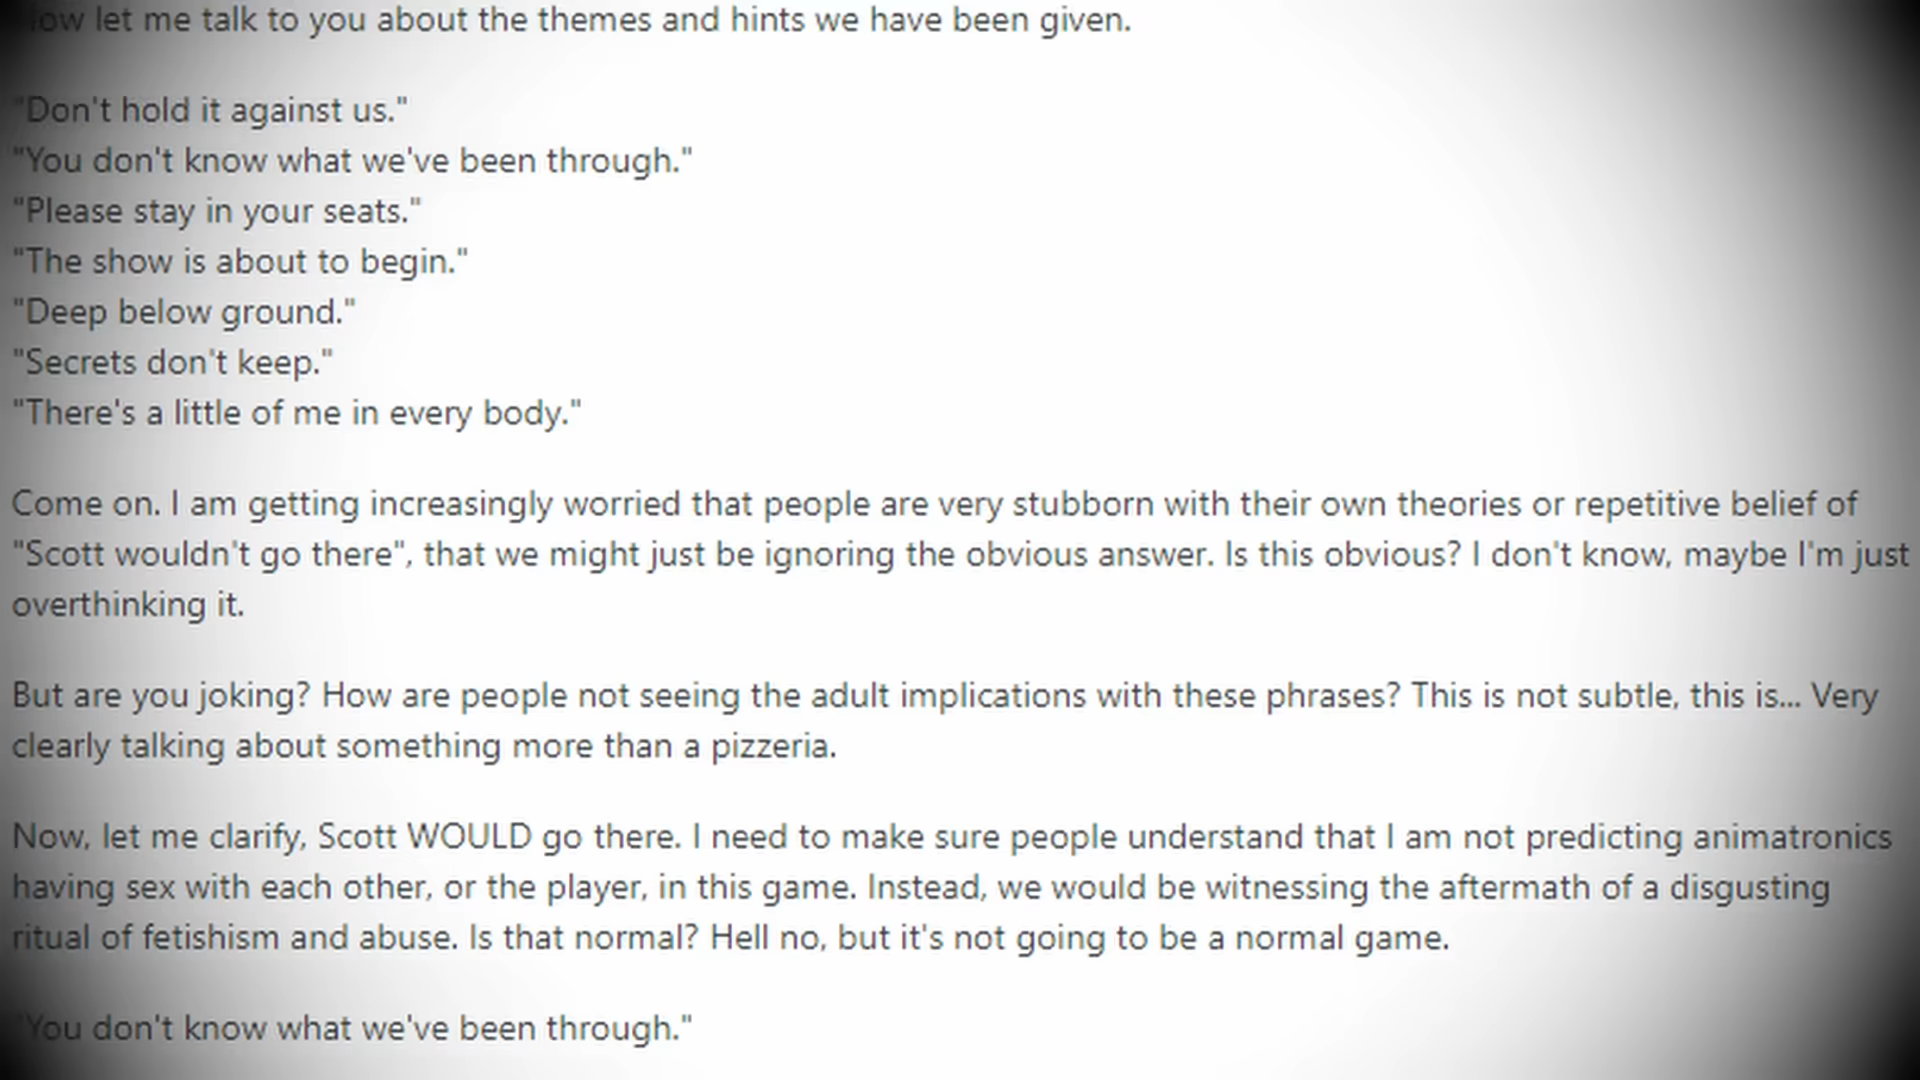 Now let me talk to you about the themes and hints we have been given.
"Don't hold it against us."
"You don't know what we've been through."
"Please stay in your seats."
"The show is about to begin."
"Deep below ground."
"Secrets don't keep."
"There's a little of me in every body."
Come on. I am getting increasingly worried that people are very stubborn with their own theories or repetitive belief of
"Scott wouldn't go there", that we might just be ignoring the obvious answer. Is this obvious? I don't know, maybe I'm just
overthinking it.
But are you joking? How are people not seeing the adult implications with these phrases? This is not subtle, this is... Very
clearly talking about something more than a pizzeria.
Now, let me clarify, Scott WOULD go there. I need to make sure people understand that I am not predicting animatronics
having sex with each other, or the player, in this game. Instead, we would be witnessing the aftermath of a disgusting
ritual of fetishism and abuse. Is that normal? Hell no, but it's not going to be a normal game.
"You don't know what we've been through."